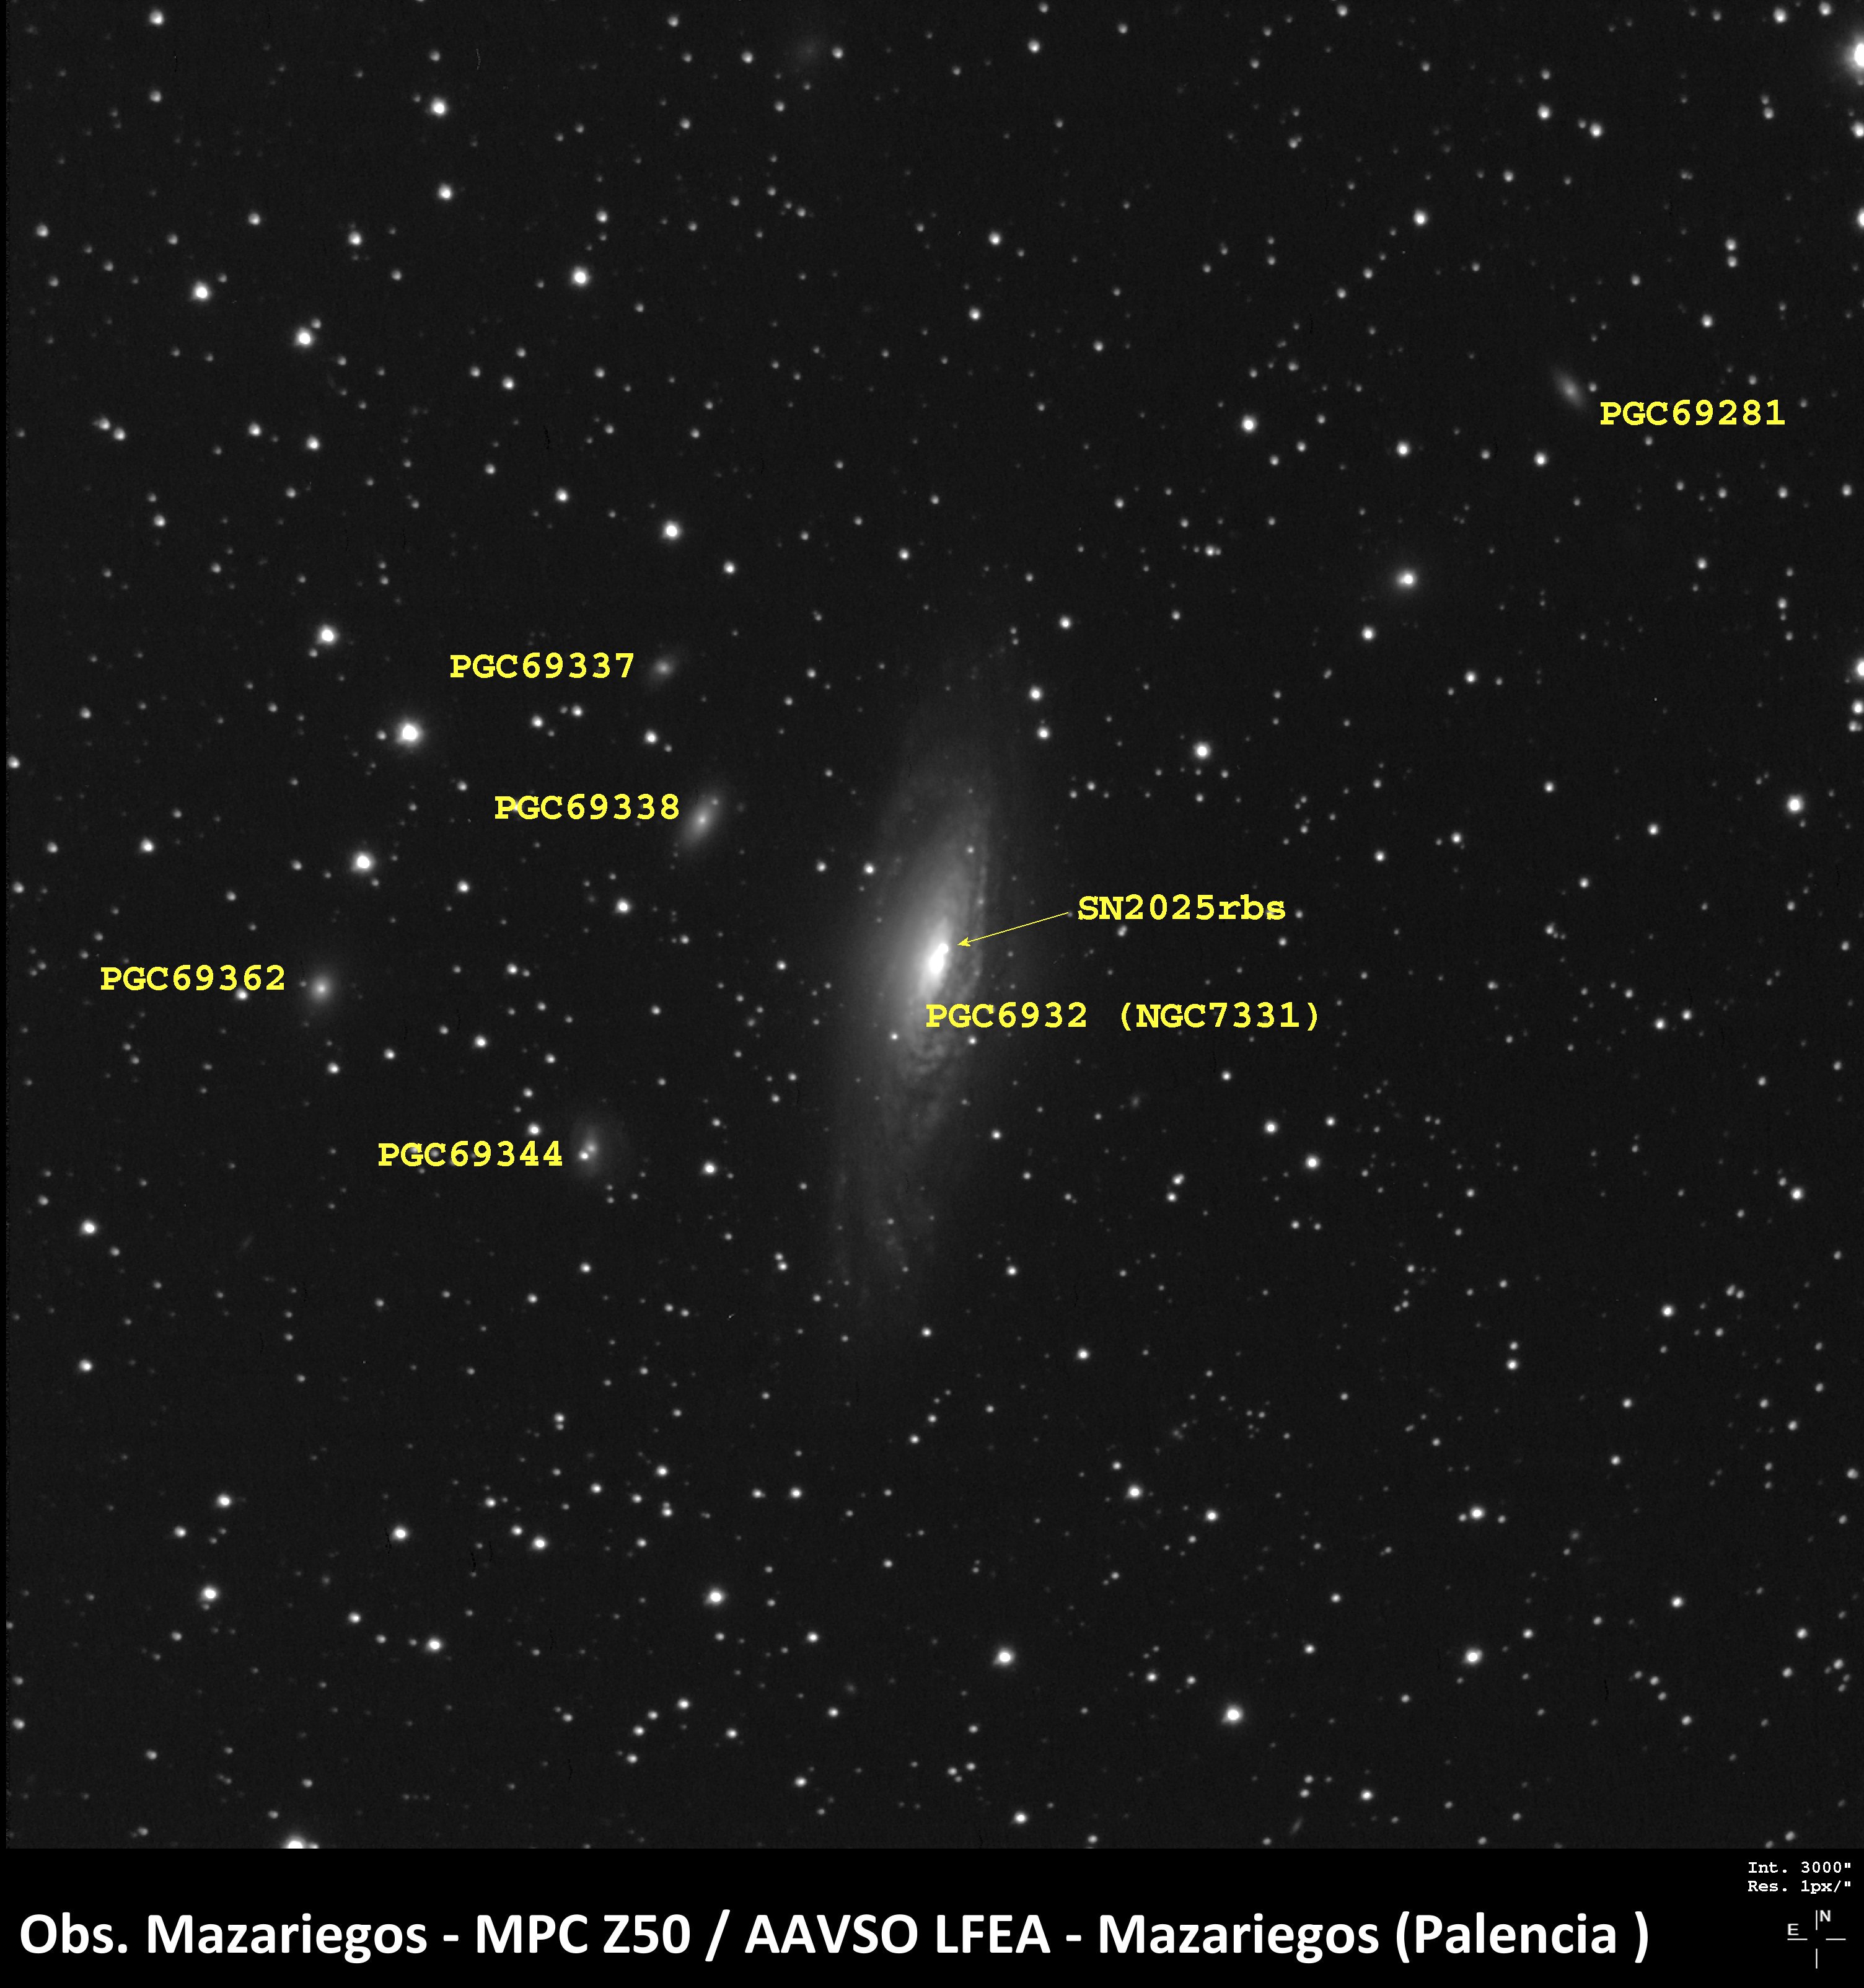 PGC69281
PGC69337
PGC69338
SN2025rbs
PGC69362
PGC6932 (NGC7331)
PGC69344
Int. 3000"
Res. 1px/"
Obs. Mazariegos - MPC Z50 / AAVSO LFEA - Mazariegos (Palencia )
N
E